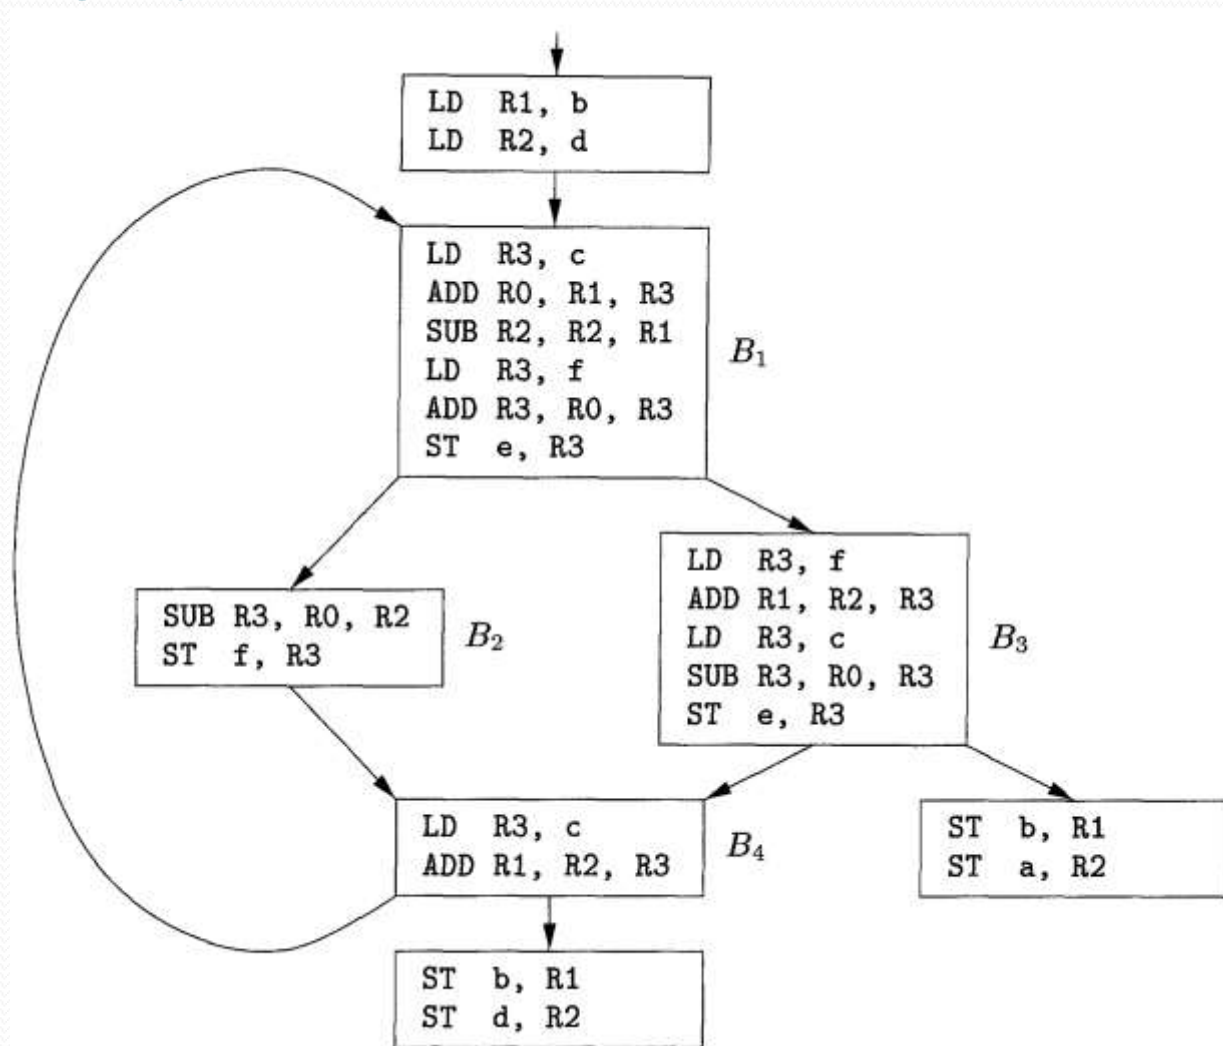 LD R1, b
LD R2, d
LD R3, c
ADD R0, R1, R3
SUB R2, R2, R1
LD R3, f
ADD R3, R0, R3
ST e, R3
B1
SUB R3, R0, R2
ST f, R3
B2
LD R3, f
ADD R1, R2, R3
LD R3, c
SUB R3, R0, R3
ST e, R3
B3
LD R3, c
ADD R1, R2, R3
B4
ST b, R1
ST a, R2
ST b, R1
ST d, R2